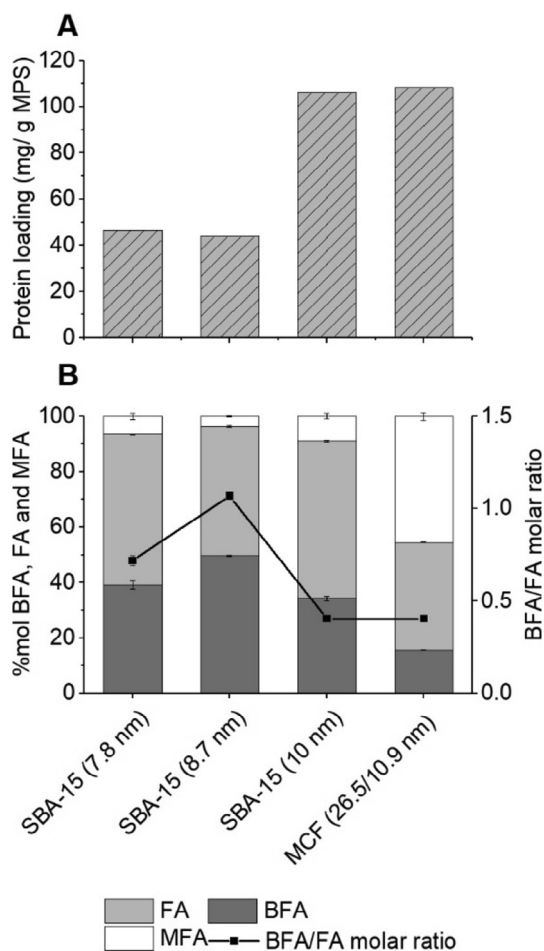 A
Protein loading (mg/ g MPS)
120
100
80
60
40
20
0
B
%mol BFA, FA and MFA
100
80
60
40
20
0
1.5
1.0
0.5
0.0
BFA/FA molar ratio
SBA-15 (7.8 nm)
SBA-15 (8.7 nm)
SBA-15 (10 nm)
MCF (26.5/10.9 nm)
FA BFA
MFA BFA/FA molar ratio